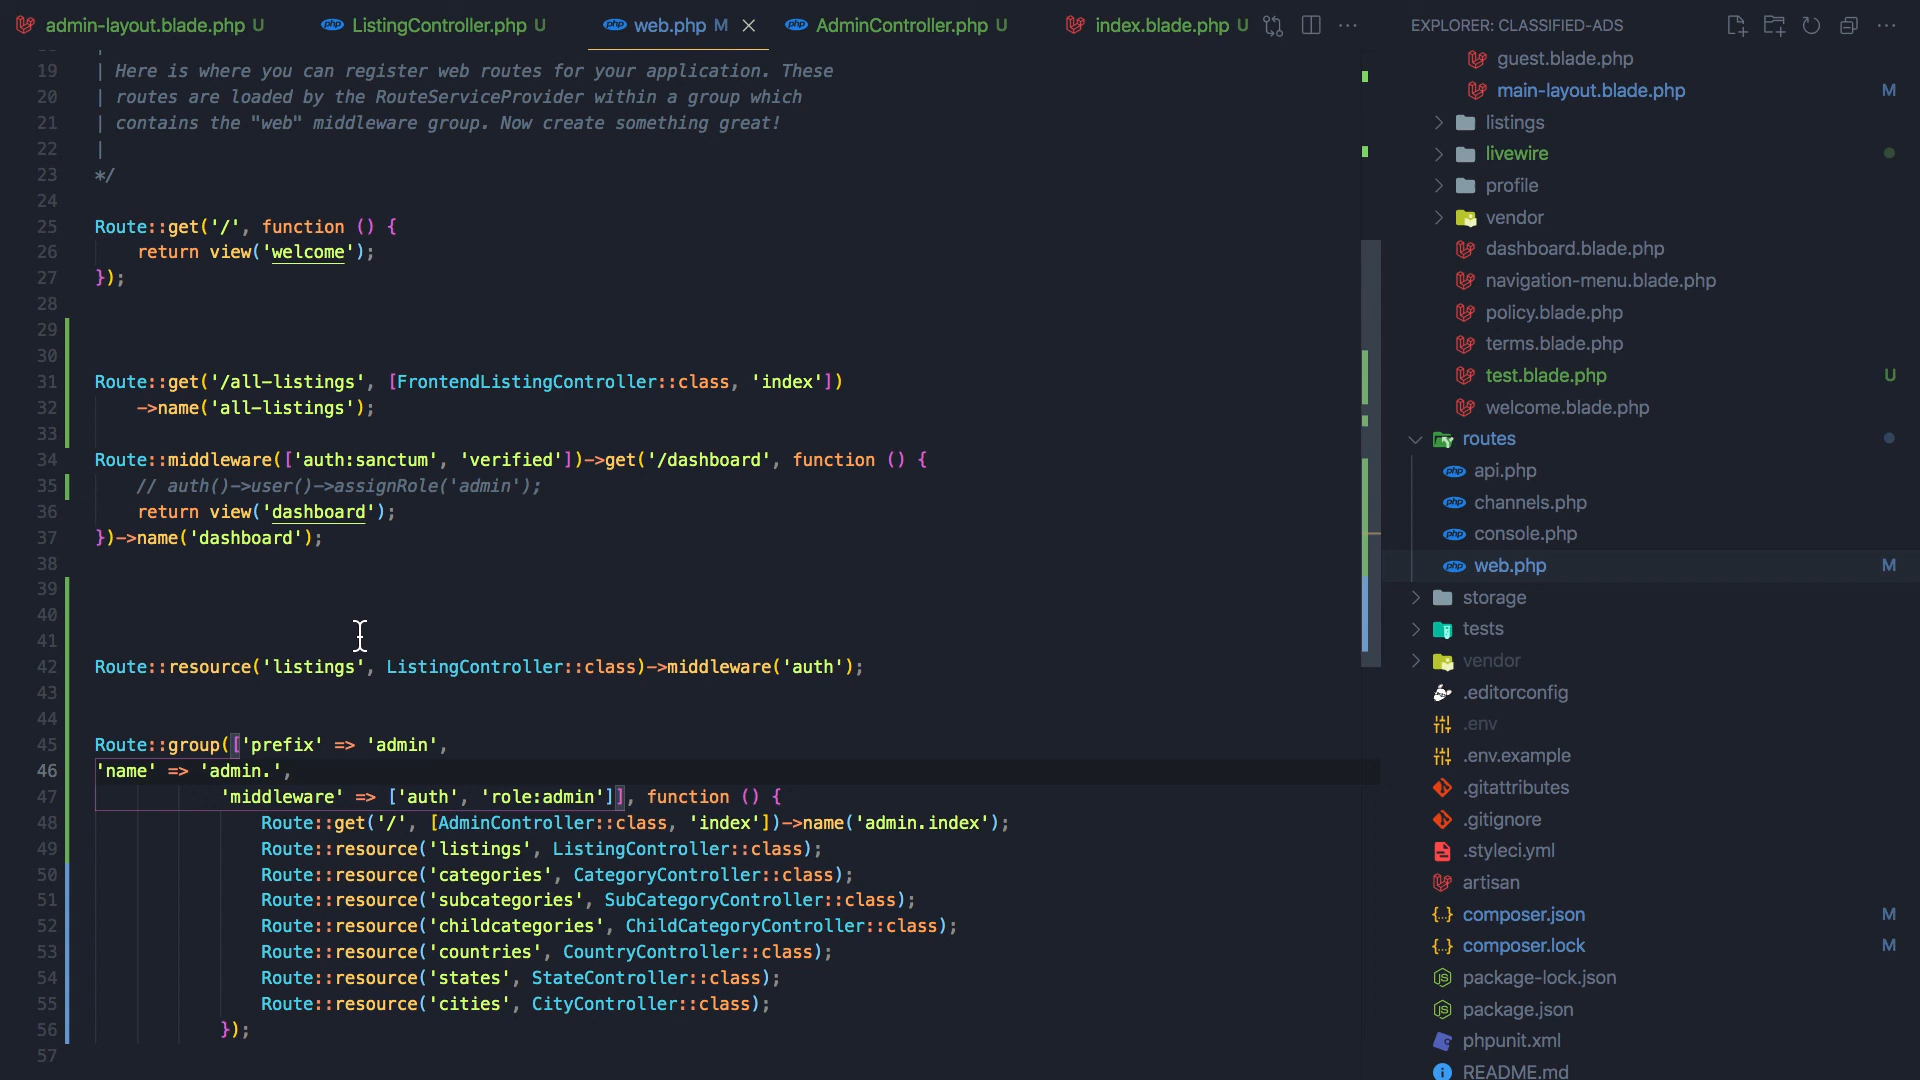 admin-layout.blade.php U
ListingController.php U
web.php M
AdminController.php U
index.blade.php U
19 | Here is where you can register web routes for your application. These
20 | routes are loaded by the RouteServiceProvider within a group which
21 | contains the "web" middleware group. Now create something great!
22 |
23 */
24
25 Route::get('/', function () {
26 return view('welcome');
27 });
28
29
30
31 Route::get('/all-listings', [FrontendListingController::class, 'index'])
32 ->name('all-listings');
33
34 Route::middleware(['auth:sanctum', 'verified'])->get('/dashboard', function () {
35 // auth()->user()->assignRole('admin');
36 return view('dashboard');
37 })->name('dashboard');
38
39
40
41
42 Route::resource('listings', ListingController::class)->middleware('auth');
43
44
45 Route::group(['prefix' => 'admin',
46 'name' => 'admin.',
47 'middleware' => ['auth', 'role:admin']], function () {
48 Route::get('/', [AdminController::class, 'index'])->name('admin.index');
49 Route::resource('listings', ListingController::class);
50 Route::resource('categories', CategoryController::class);
51 Route::resource('subcategories', SubCategoryController::class);
52 Route::resource('childcategories', ChildCategoryController::class);
53 Route::resource('countries', CountryController::class);
54 Route::resource('states', StateController::class);
55 Route::resource('cities', CityController::class);
56 });
57
EXPLORER: CLASSIFIED-ADS
guest.blade.php
main-layout.blade.php M
listings
livewire
profile
vendor
dashboard.blade.php
navigation-menu.blade.php
policy.blade.php
terms.blade.php
test.blade.php U
welcome.blade.php
routes
api.php
channels.php
console.php
web.php M
storage
tests
vendor
.editorconfig
.env
.env.example
.gitattributes
.gitignore
.styleci.yml
artisan
composer.json M
composer.lock M
package-lock.json
package.json
phpunit.xml
README.md